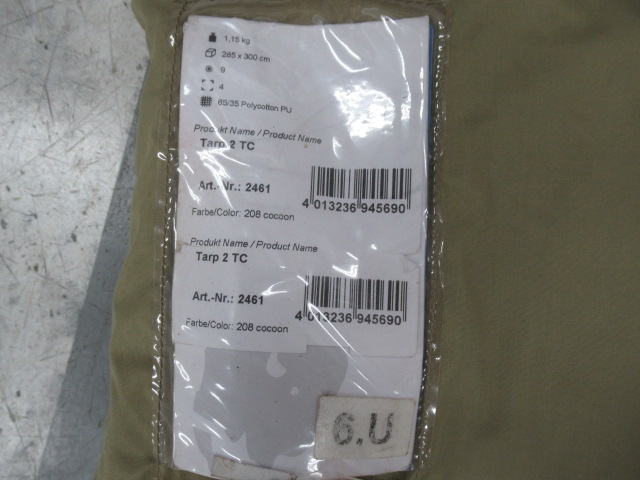 1,15 kg
285 x 300 cm
9
4
65/35 Polycotton PU
Produkt Name / Product Name
Tarp 2 TC
Art.-Nr.: 2461
4 013236 945690
Farbe/Color: 208 cocoon
Produkt Name / Product Name
Tarp 2 TC
Art.-Nr.: 2461
4 013236 945690
Farbe/Color: 208 cocoon
6.U